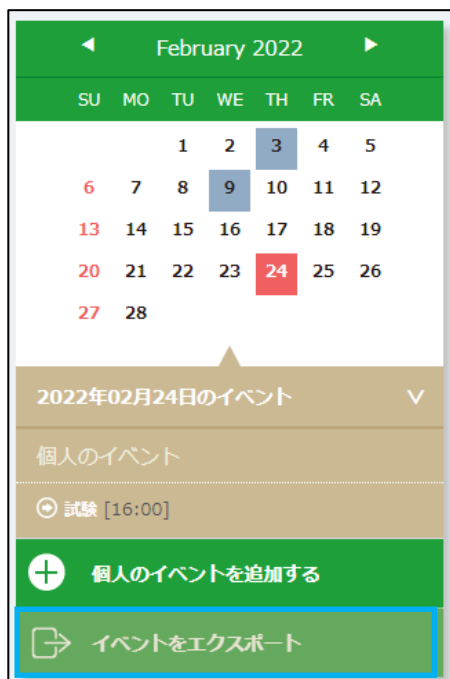 February 2022
SU MO TU WE TH FR SA
1 2 3 4 5
6 7 8 9 10 11 12
13 14 15 16 17 18 19
20 21 22 23 24 25 26
27 28
2022年02月24日のイベント
個人のイベント
試験 [16:00]
個人のイベントを追加する
イベントをエクスポート